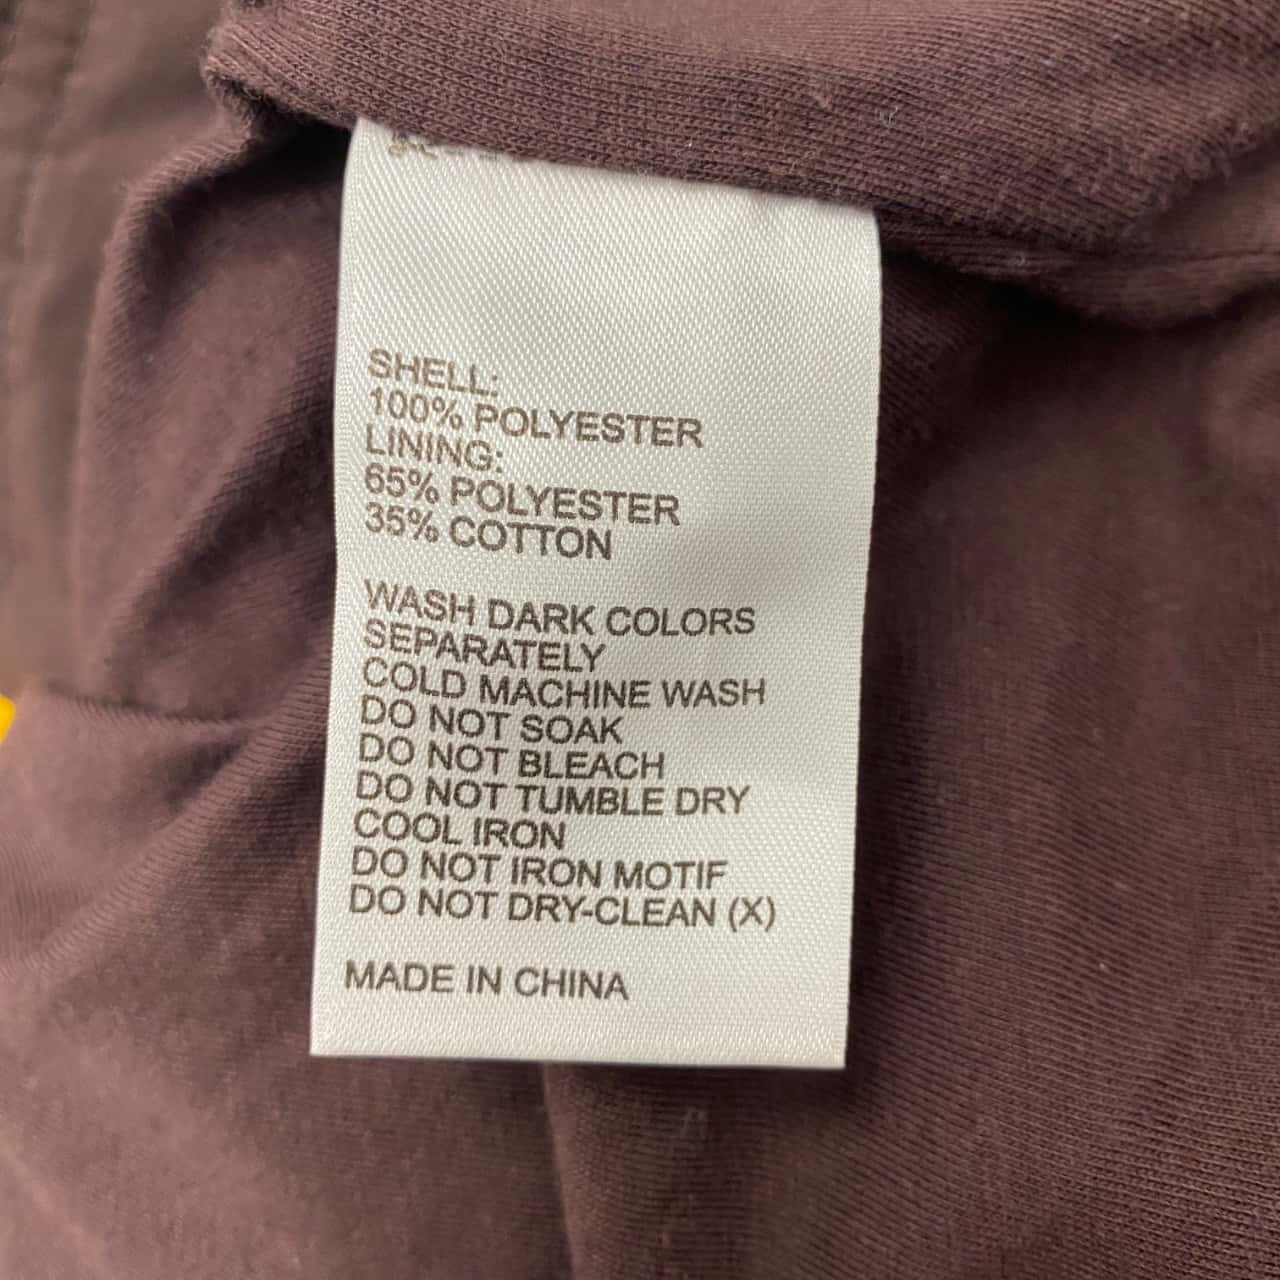 SHELL:
100% POLYESTER
LINING:
65% POLYESTER
35% COTTON
WASH DARK COLORS
SEPARATELY
COLD MACHINE WASH
DO NOT SOAK
DO NOT BLEACH
DO NOT TUMBLE DRY
COOL IRON
DO NOT IRON MOTIF
DO NOT DRY-CLEAN (X)
MADE IN CHINA